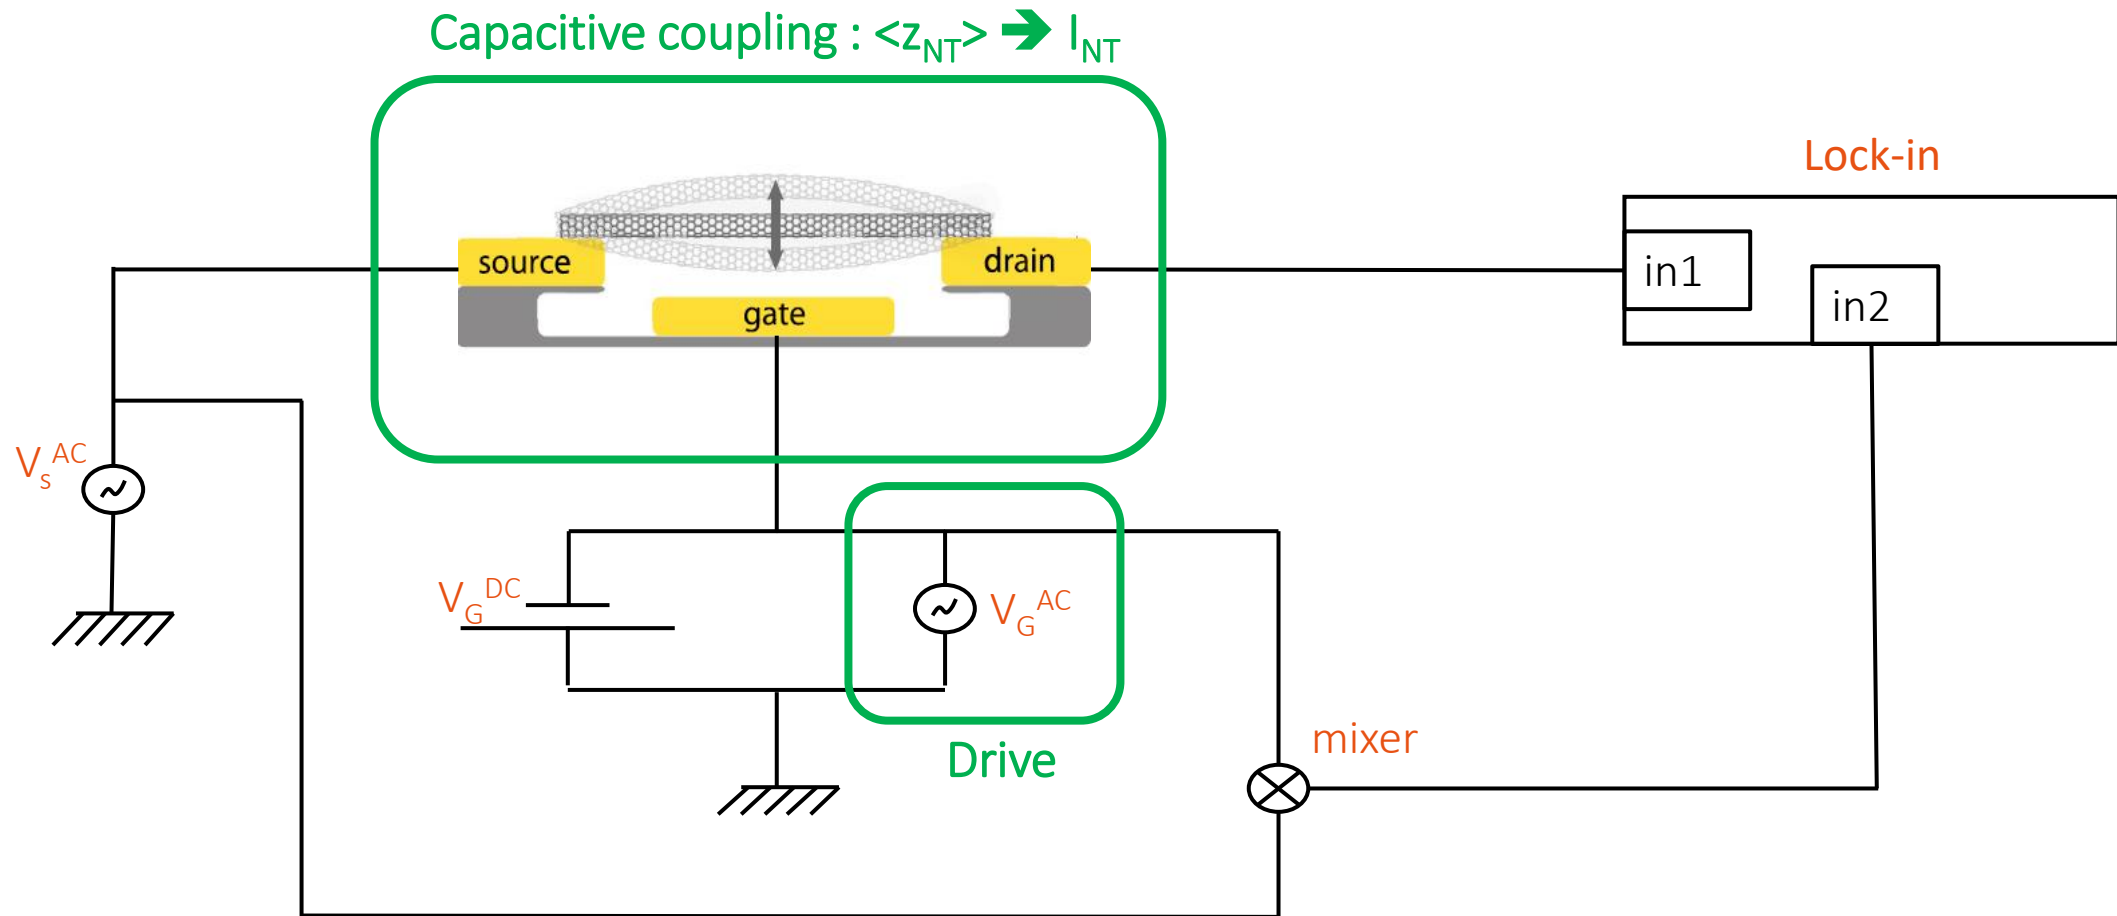 Capacitive coupling : <z_NT> ➔ I_NT
Lock-in
source
drain
in1
gate
in2
V_s^AC
V_G^DC
V_G^AC
mixer
Drive